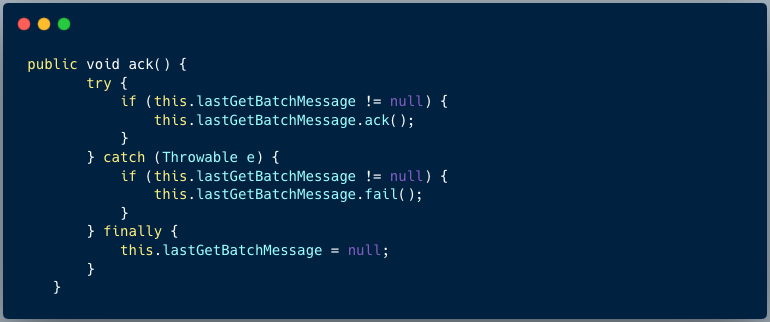 public void ack() {
        try {
            if (this.lastGetBatchMessage != null) {
                this.lastGetBatchMessage.ack();
            }
        } catch (Throwable e) {
            if (this.lastGetBatchMessage != null) {
                this.lastGetBatchMessage.fail();
            }
        } finally {
            this.lastGetBatchMessage = null;
        }
    }